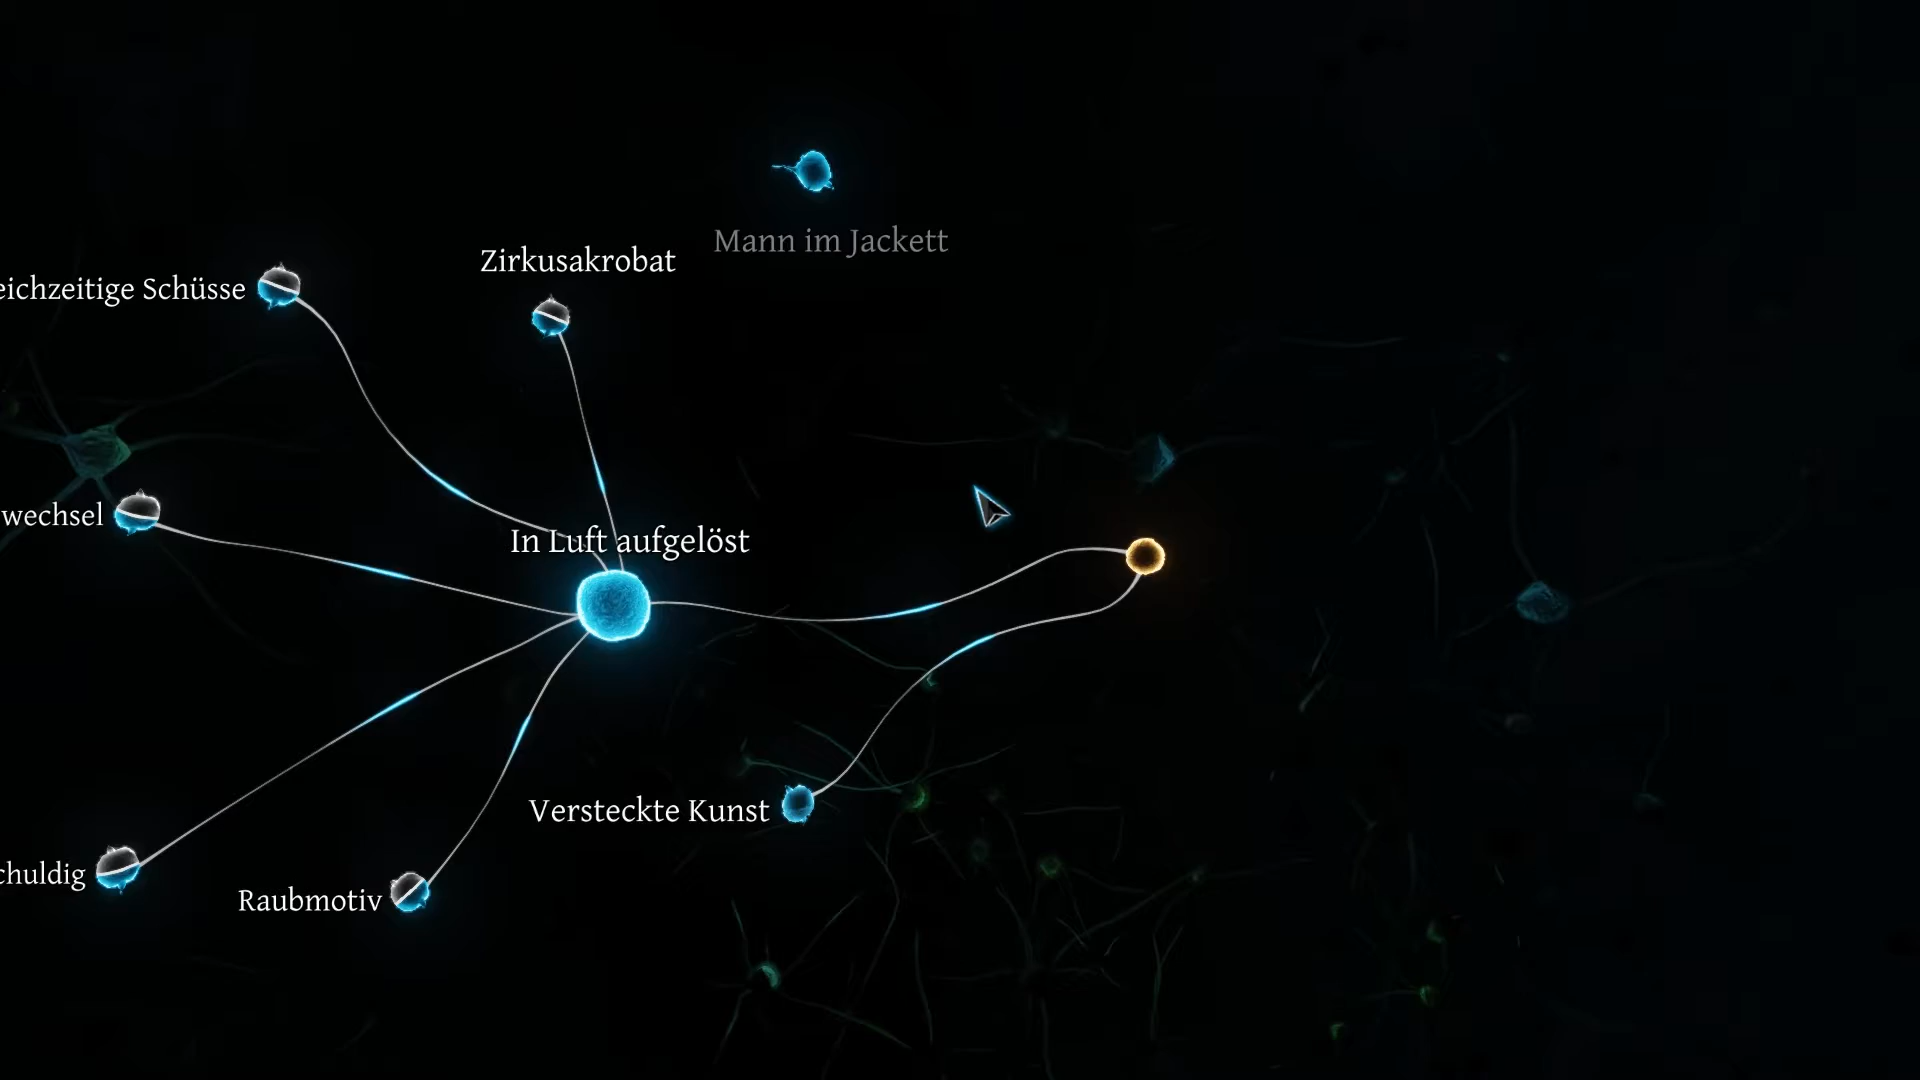 Mann im Jackett
Zirkusakrobat
eichzeitige Schüsse
wechsel
In Luft aufgelöst
Versteckte Kunst
chuldig
Raubmotiv